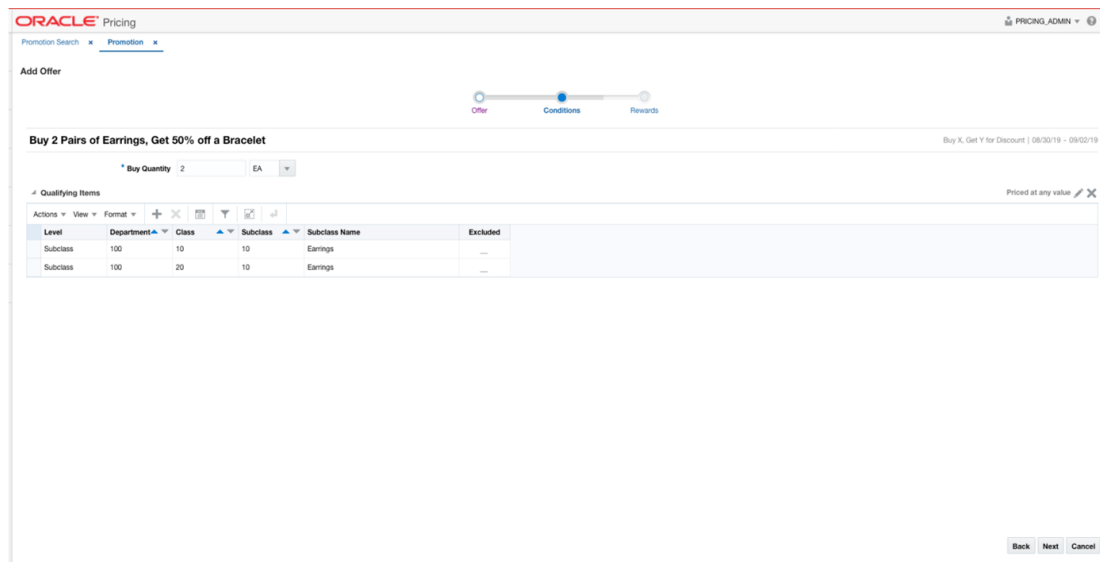 ORACLE® Pricing
PRICING_ADMIN
Promotion Search
Promotion
Add Offer
Offer
Conditions
Rewards
Buy 2 Pairs of Earrings, Get 50% off a Bracelet
Buy X, Get Y for Discount | 08/30/19 - 09/02/19
* Buy Quantity 2 EA
Qualifying Items
Priced at any value
Actions View Format
Level Department Class Subclass Subclass Name Excluded
Subclass 100 10 10 Earrings ...
Subclass 100 20 10 Earrings ...
Back Next Cancel